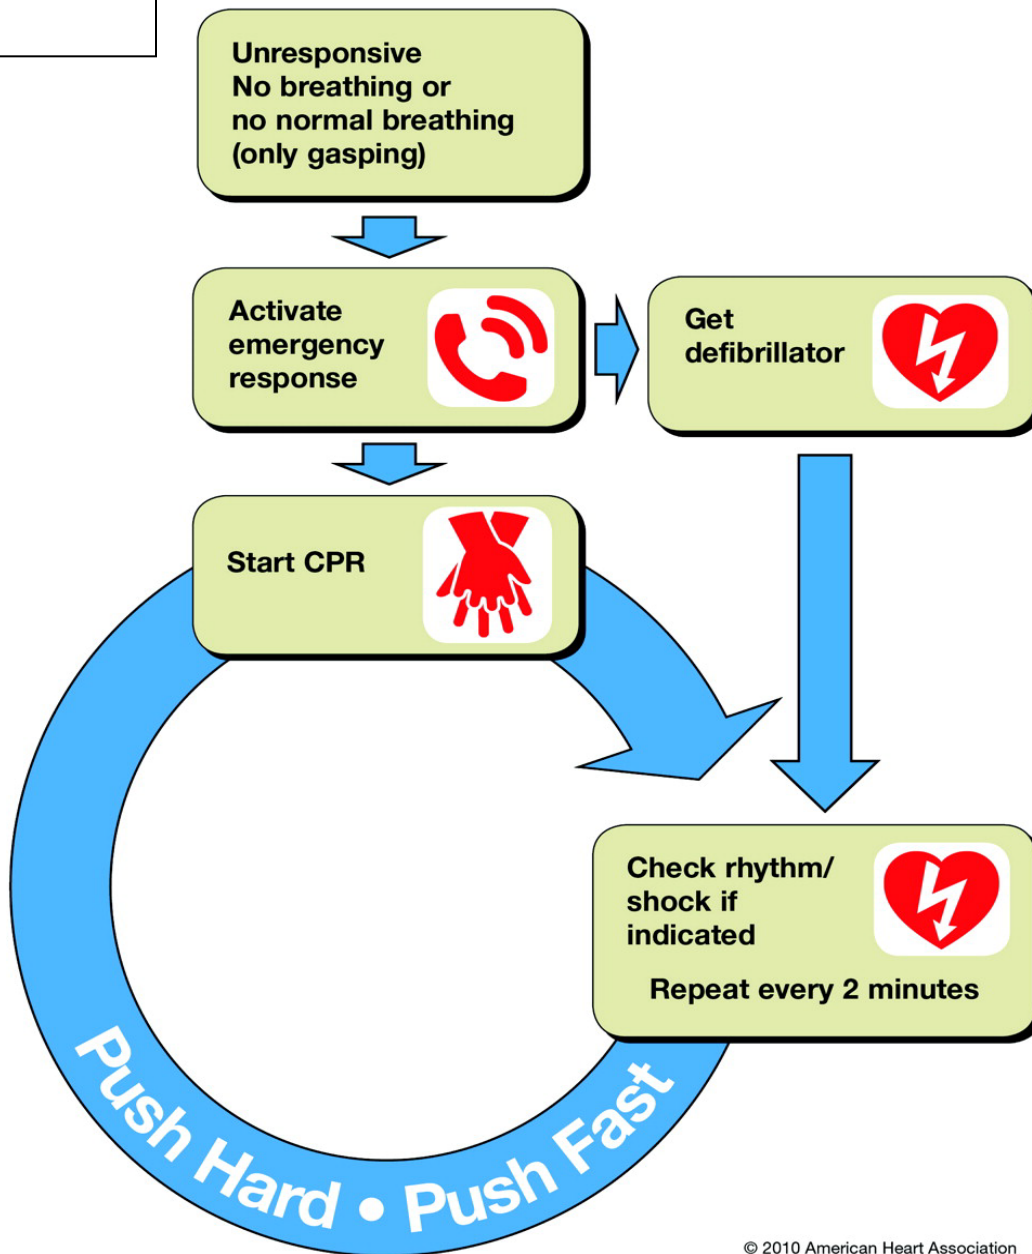 Unresponsive
No breathing or
no normal breathing
(only gasping)
Activate
emergency
response
Get
defibrillator
Start CPR
Check rhythm/
shock if
indicated
Repeat every 2 minutes
Push Hard • Push Fast
© 2010 American Heart Association